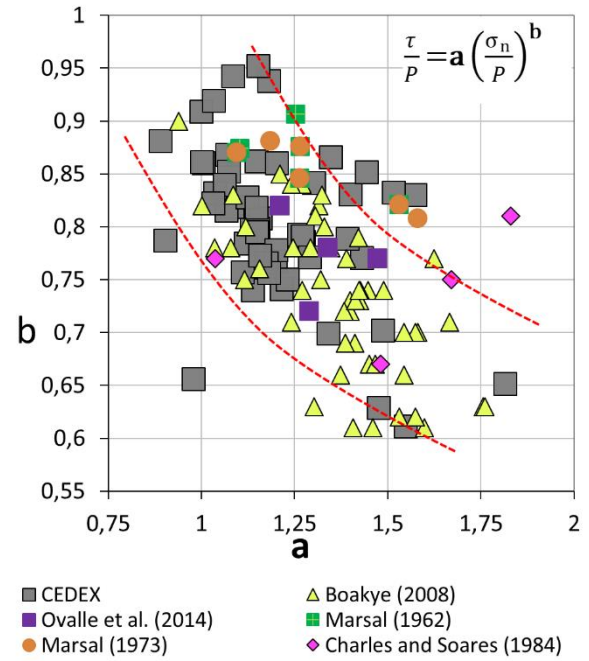 1
0,95
0,9
0,85
0,8
0,75
0,7
0,65
0,6
0,55
b
τ/P = a (σn/P)^b
0,75 1 1,25 1,5 1,75 2
a
CEDEX
Boakye (2008)
Ovalle et al. (2014)
Marsal (1962)
Marsal (1973)
Charles and Soares (1984)